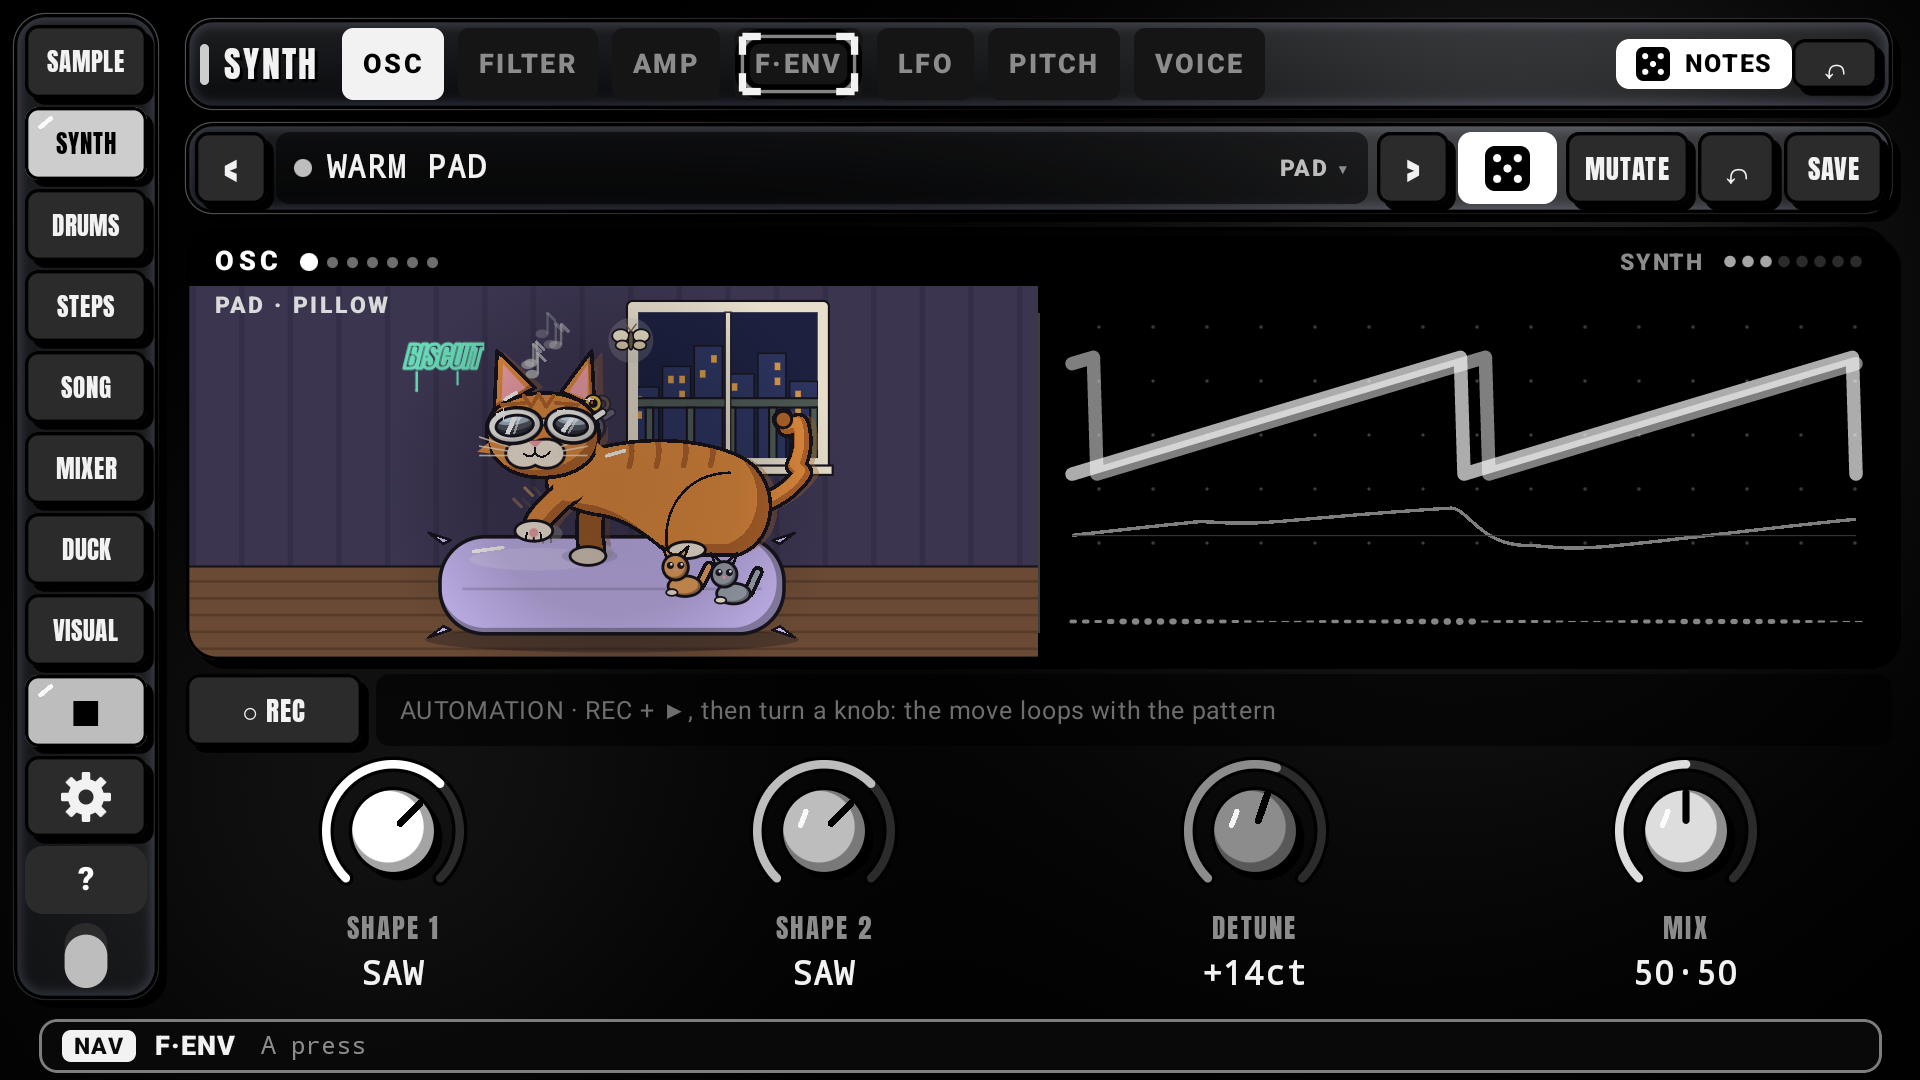 SAMPLE
SYNTH
DRUMS
STEPS
SONG
MIXER
DUCK
VISUAL
?
SYNTH OSC FILTER AMP F·ENV LFO PITCH VOICE NOTES
< WARM PAD PAD ▾ > MUTATE SAVE
OSC SYNTH
PAD · PILLOW
BISCUIT
○ REC AUTOMATION · REC + ►, then turn a knob: the move loops with the pattern
SHAPE 1 SHAPE 2 DETUNE MIX
SAW SAW +14ct 50·50
NAV F·ENV A press